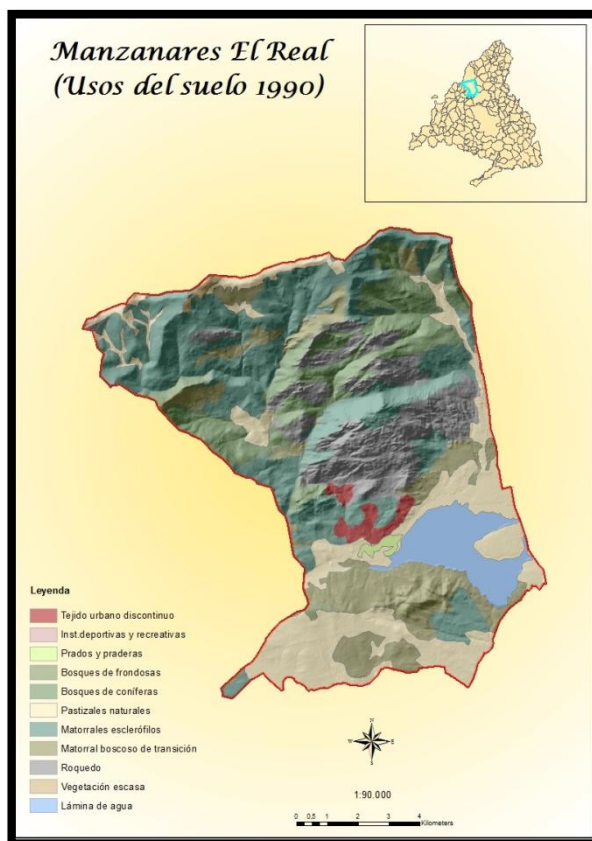 Manzanares El Real
(Usos del suelo 1990)
Leyenda
Tejido urbano discontinuo
Inst.deportivas y recreativas
Prados y praderas
Bosques de frondosas
Bosques de coníferas
Pastizales naturales
Matorrales esclerófilos
Matorral boscoso de transición
Roquedo
Vegetación escasa
Lámina de agua
N
W E
S
1:90.000
0 0,5 1 2 3 4
Kilometers